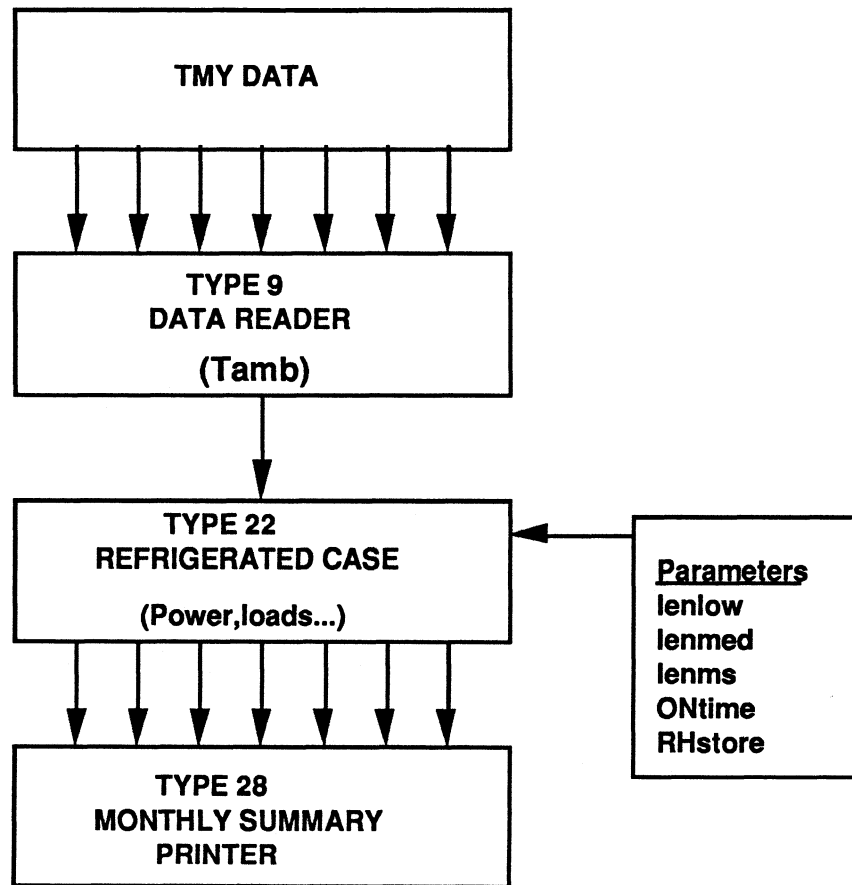 TMY DATA
TYPE 9
DATA READER
(Tamb)
TYPE 22
REFRIGERATED CASE
(Power,loads...)
Parameters
lenlow
lenmed
lenms
ONtime
RHstore
TYPE 28
MONTHLY SUMMARY
PRINTER